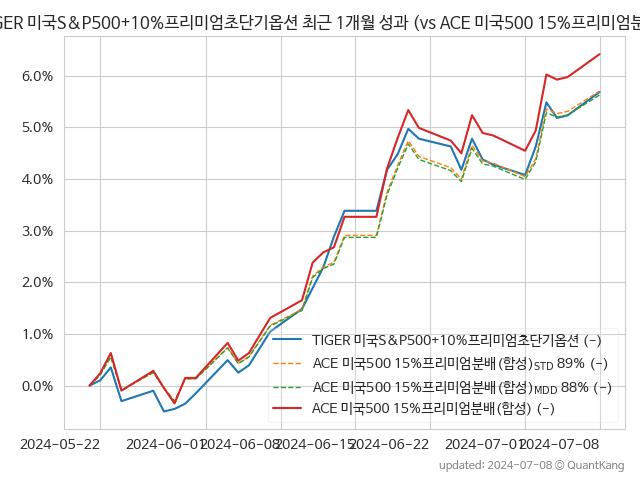 GER 미국S&P500+10%프리미엄초단기옵션 최근 1개월 성과 (vs ACE 미국500 15%프리미엄분
6.0%
5.0%
4.0%
3.0%
2.0%
1.0%
0.0%
TIGER 미국S&P500+10%프리미엄초단기옵션 (-)
ACE 미국500 15%프리미엄분배(합성)STD 89% (-)
ACE 미국500 15%프리미엄분배(합성)MDD 88% (-)
ACE 미국500 15%프리미엄분배(합성) (-)
2024-05-22 2024-06-01 2024-06-08 2024-06-15 2024-06-22 2024-07-01 2024-07-08
updated: 2024-07-08 © QuantKang